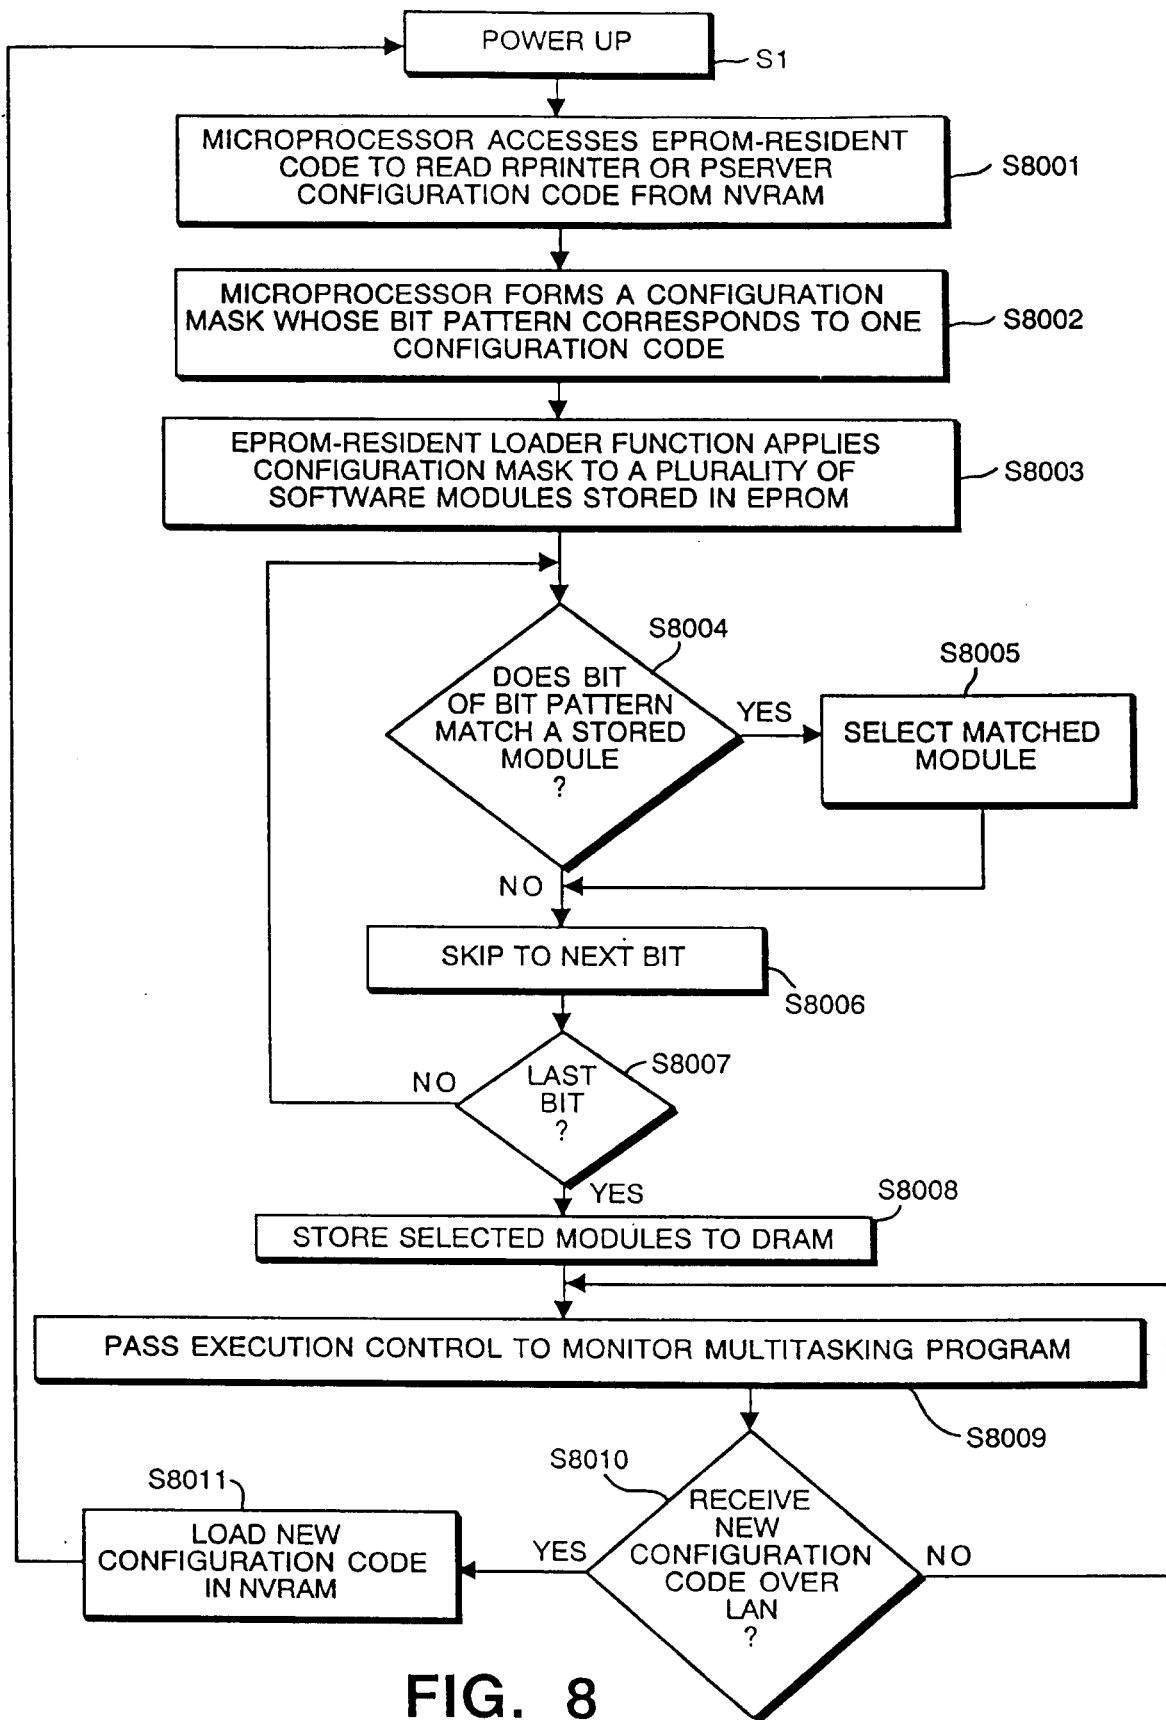 POWER UP
S1
MICROPROCESSOR ACCESSES EPROM-RESIDENT
CODE TO READ RPRINTER OR PSERVER
CONFIGURATION CODE FROM NVRAM
S8001
MICROPROCESSOR FORMS A CONFIGURATION
MASK WHOSE BIT PATTERN CORRESPONDS TO ONE
CONFIGURATION CODE
S8002
EPROM-RESIDENT LOADER FUNCTION APPLIES
CONFIGURATION MASK TO A PLURALITY OF
SOFTWARE MODULES STORED IN EPROM
S8003
S8004
DOES BIT
OF BIT PATTERN
MATCH A STORED
MODULE
?
YES
S8005
SELECT MATCHED
MODULE
NO
SKIP TO NEXT BIT
S8006
S8007
LAST
BIT
?
NO
YES
S8008
STORE SELECTED MODULES TO DRAM
PASS EXECUTION CONTROL TO MONITOR MULTITASKING PROGRAM
S8009
S8010
RECEIVE
NEW
CONFIGURATION
CODE OVER
LAN
?
YES
NO
S8011
LOAD NEW
CONFIGURATION CODE
IN NVRAM
FIG. 8